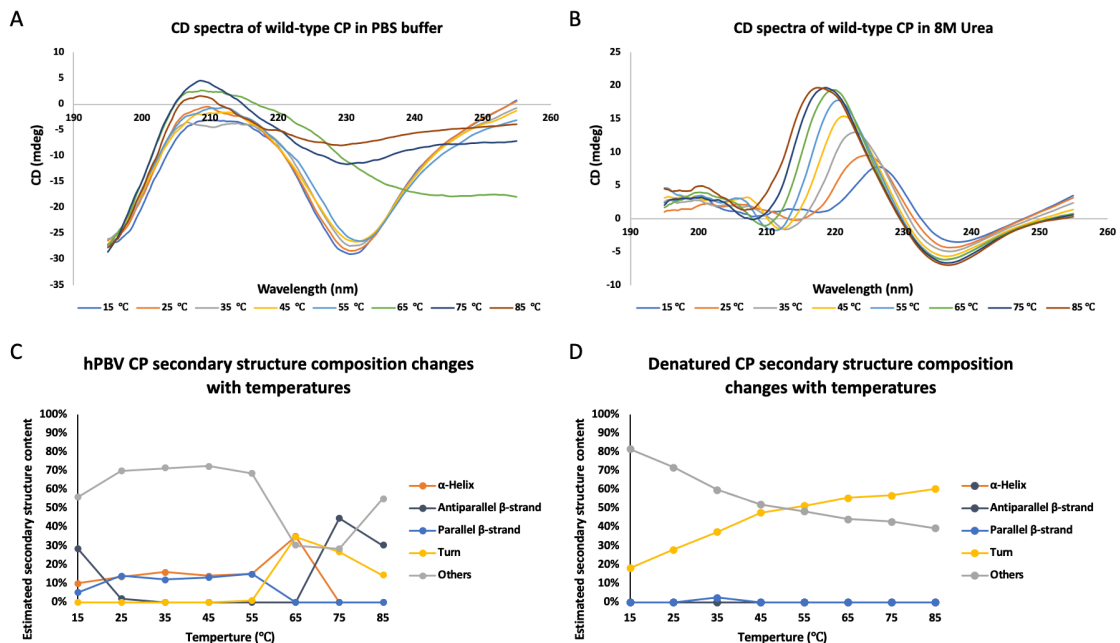 A
CD spectra of wild-type CP in PBS buffer
10
5
0
-5
-10
-15
-20
-25
-30
-35
CD (mdeg)
190 200 210 220 230 240 250 260
Wavelength (nm)
15 °C 25 °C 35 °C 45 °C 55 °C 65 °C 75 °C 85 °C
B
CD spectra of wild-type CP in 8M Urea
25
20
15
10
5
0
-5
-10
CD (mdeg)
190 200 210 220 230 240 250 260
Wavelength (nm)
15 °C 25 °C 35 °C 45 °C 55 °C 65 °C 75 °C 85 °C
C
hPBV CP secondary structure composition changes
with temperatures
Estimateed secondary structure content
100%
90%
80%
70%
60%
50%
40%
30%
20%
10%
0%
15 25 35 45 55 65 75 85
Temperture (°C)
α-Helix
Antiparallel β-strand
Parallel β-strand
Turn
Others
D
Denatured CP secondary structure composition
changes with temperatures
Estimateed secondary structure content
100%
90%
80%
70%
60%
50%
40%
30%
20%
10%
0%
15 25 35 45 55 65 75 85
Temperture (°C)
α-Helix
Antiparallel β-strand
Parallel β-strand
Turn
Others